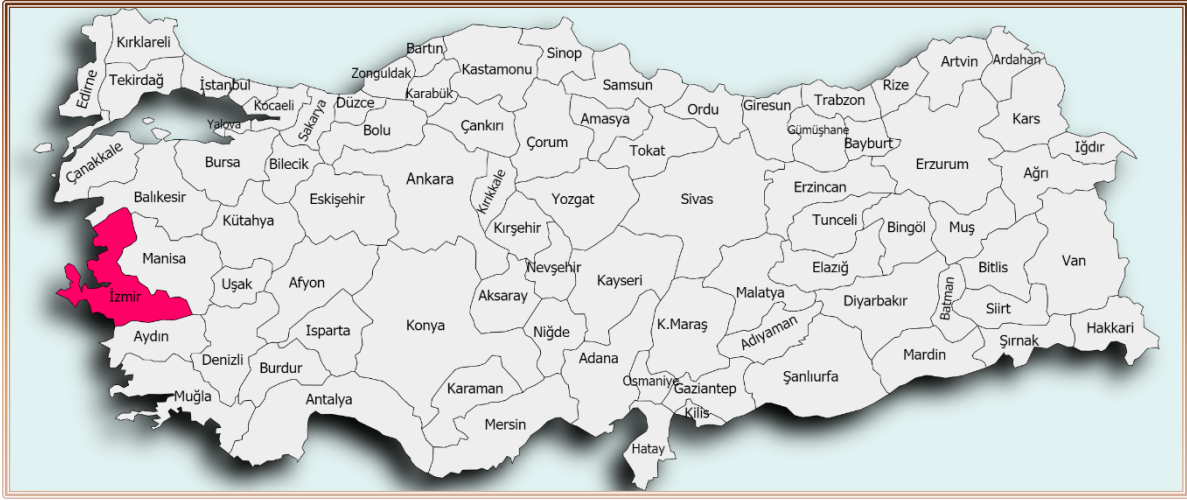 Kırklareli
Edirne
Tekirdağ
İstanbul
Kocaeli
Yalova
Sakarya
Düzce
Zonguldak
Bartın
Karabük
Kastamonu
Sinop
Samsun
Ordu
Giresun
Trabzon
Rize
Artvin
Ardahan
Kars
Iğdır
Ağrı
Erzurum
Bayburt
Gümüşhane
Amasya
Tokat
Çorum
Çankırı
Bolu
Bilecik
Bursa
Çanakkale
Balıkesir
Kütahya
Eskişehir
Ankara
Kırıkkale
Yozgat
Sivas
Erzincan
Tunceli
Bingöl
Muş
Bitlis
Van
Kırşehir
Nevşehir
Kayseri
Malatya
Elazığ
Diyarbakır
Batman
Siirt
Hakkari
Şırnak
Mardin
Şanlıurfa
Adıyaman
K.Maraş
Manisa
Uşak
Afyon
İzmir
Aydın
Denizli
Isparta
Burdur
Muğla
Antalya
Konya
Aksaray
Niğde
Karaman
Mersin
Adana
Osmaniye
Gaziantep
Kilis
Hatay